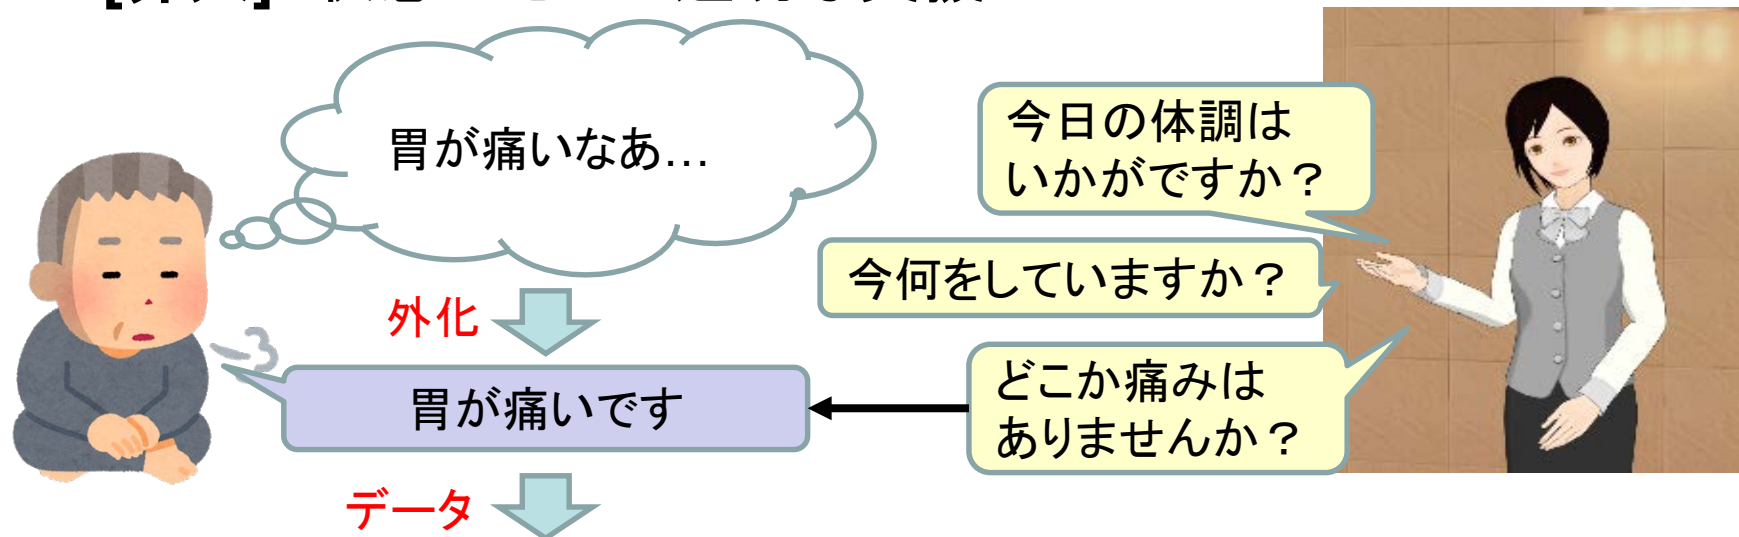 胃が痛いなあ…
今日の体調は
いかがですか？
今何をしていますか？
外化
胃が痛いです
どこか痛みは
ありませんか？
データ